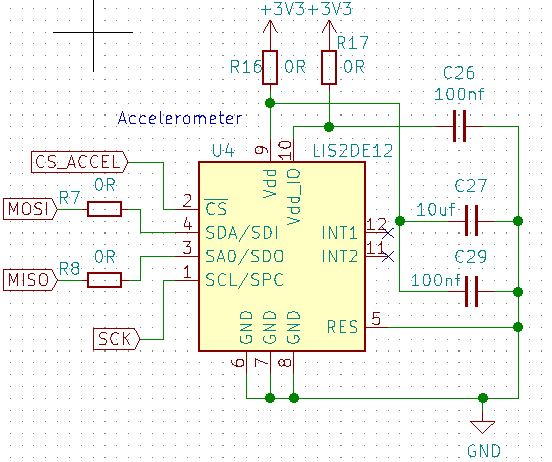 +3V3+3V3
R16 0R
R17
0R
C26
100nf
Accelerometer
U4
LIS2DE12
9
10
Vdd
Vdd_IO
CS_ACCEL
0R
R7
MOSI
2
CS
4
SDA/SDI
INT1
12
C27
10uf
0R
R8
MISO
3
SA0/SDO
INT2
11
C29
100nf
1
SCL/SPC
SCK
RES
5
GND
GND
GND
6
7
8
GND